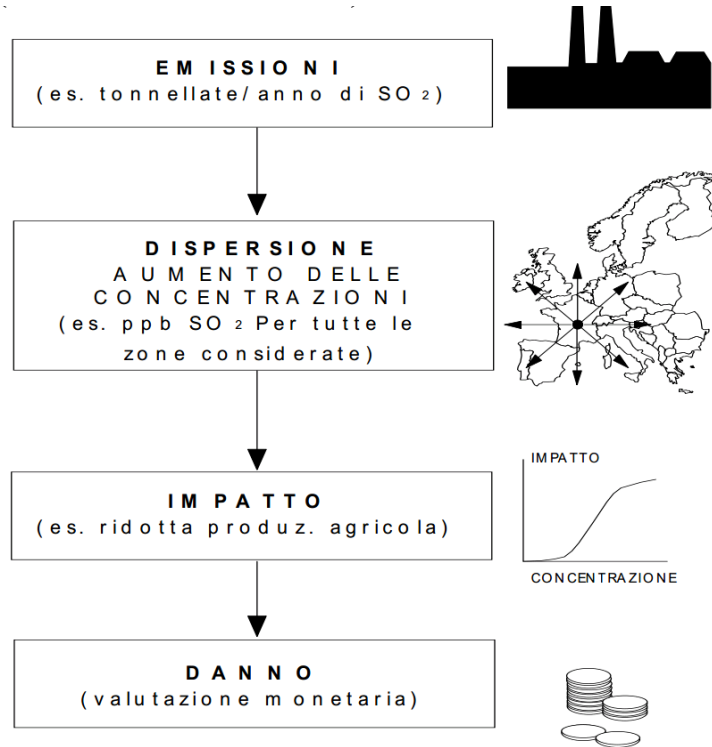 EMISSIONI
(es. tonnellate/anno di SO2)
DISPERSIONE
AUMENTO DELLE
CONCENTRAZIONI
(es. ppb SO2 Per tutte le
zone considerate)
IMPATTO
(es. ridotta produz. agricola)
IMPATTO
CONCENTRAZIONE
DANNO
(valutazione monetaria)